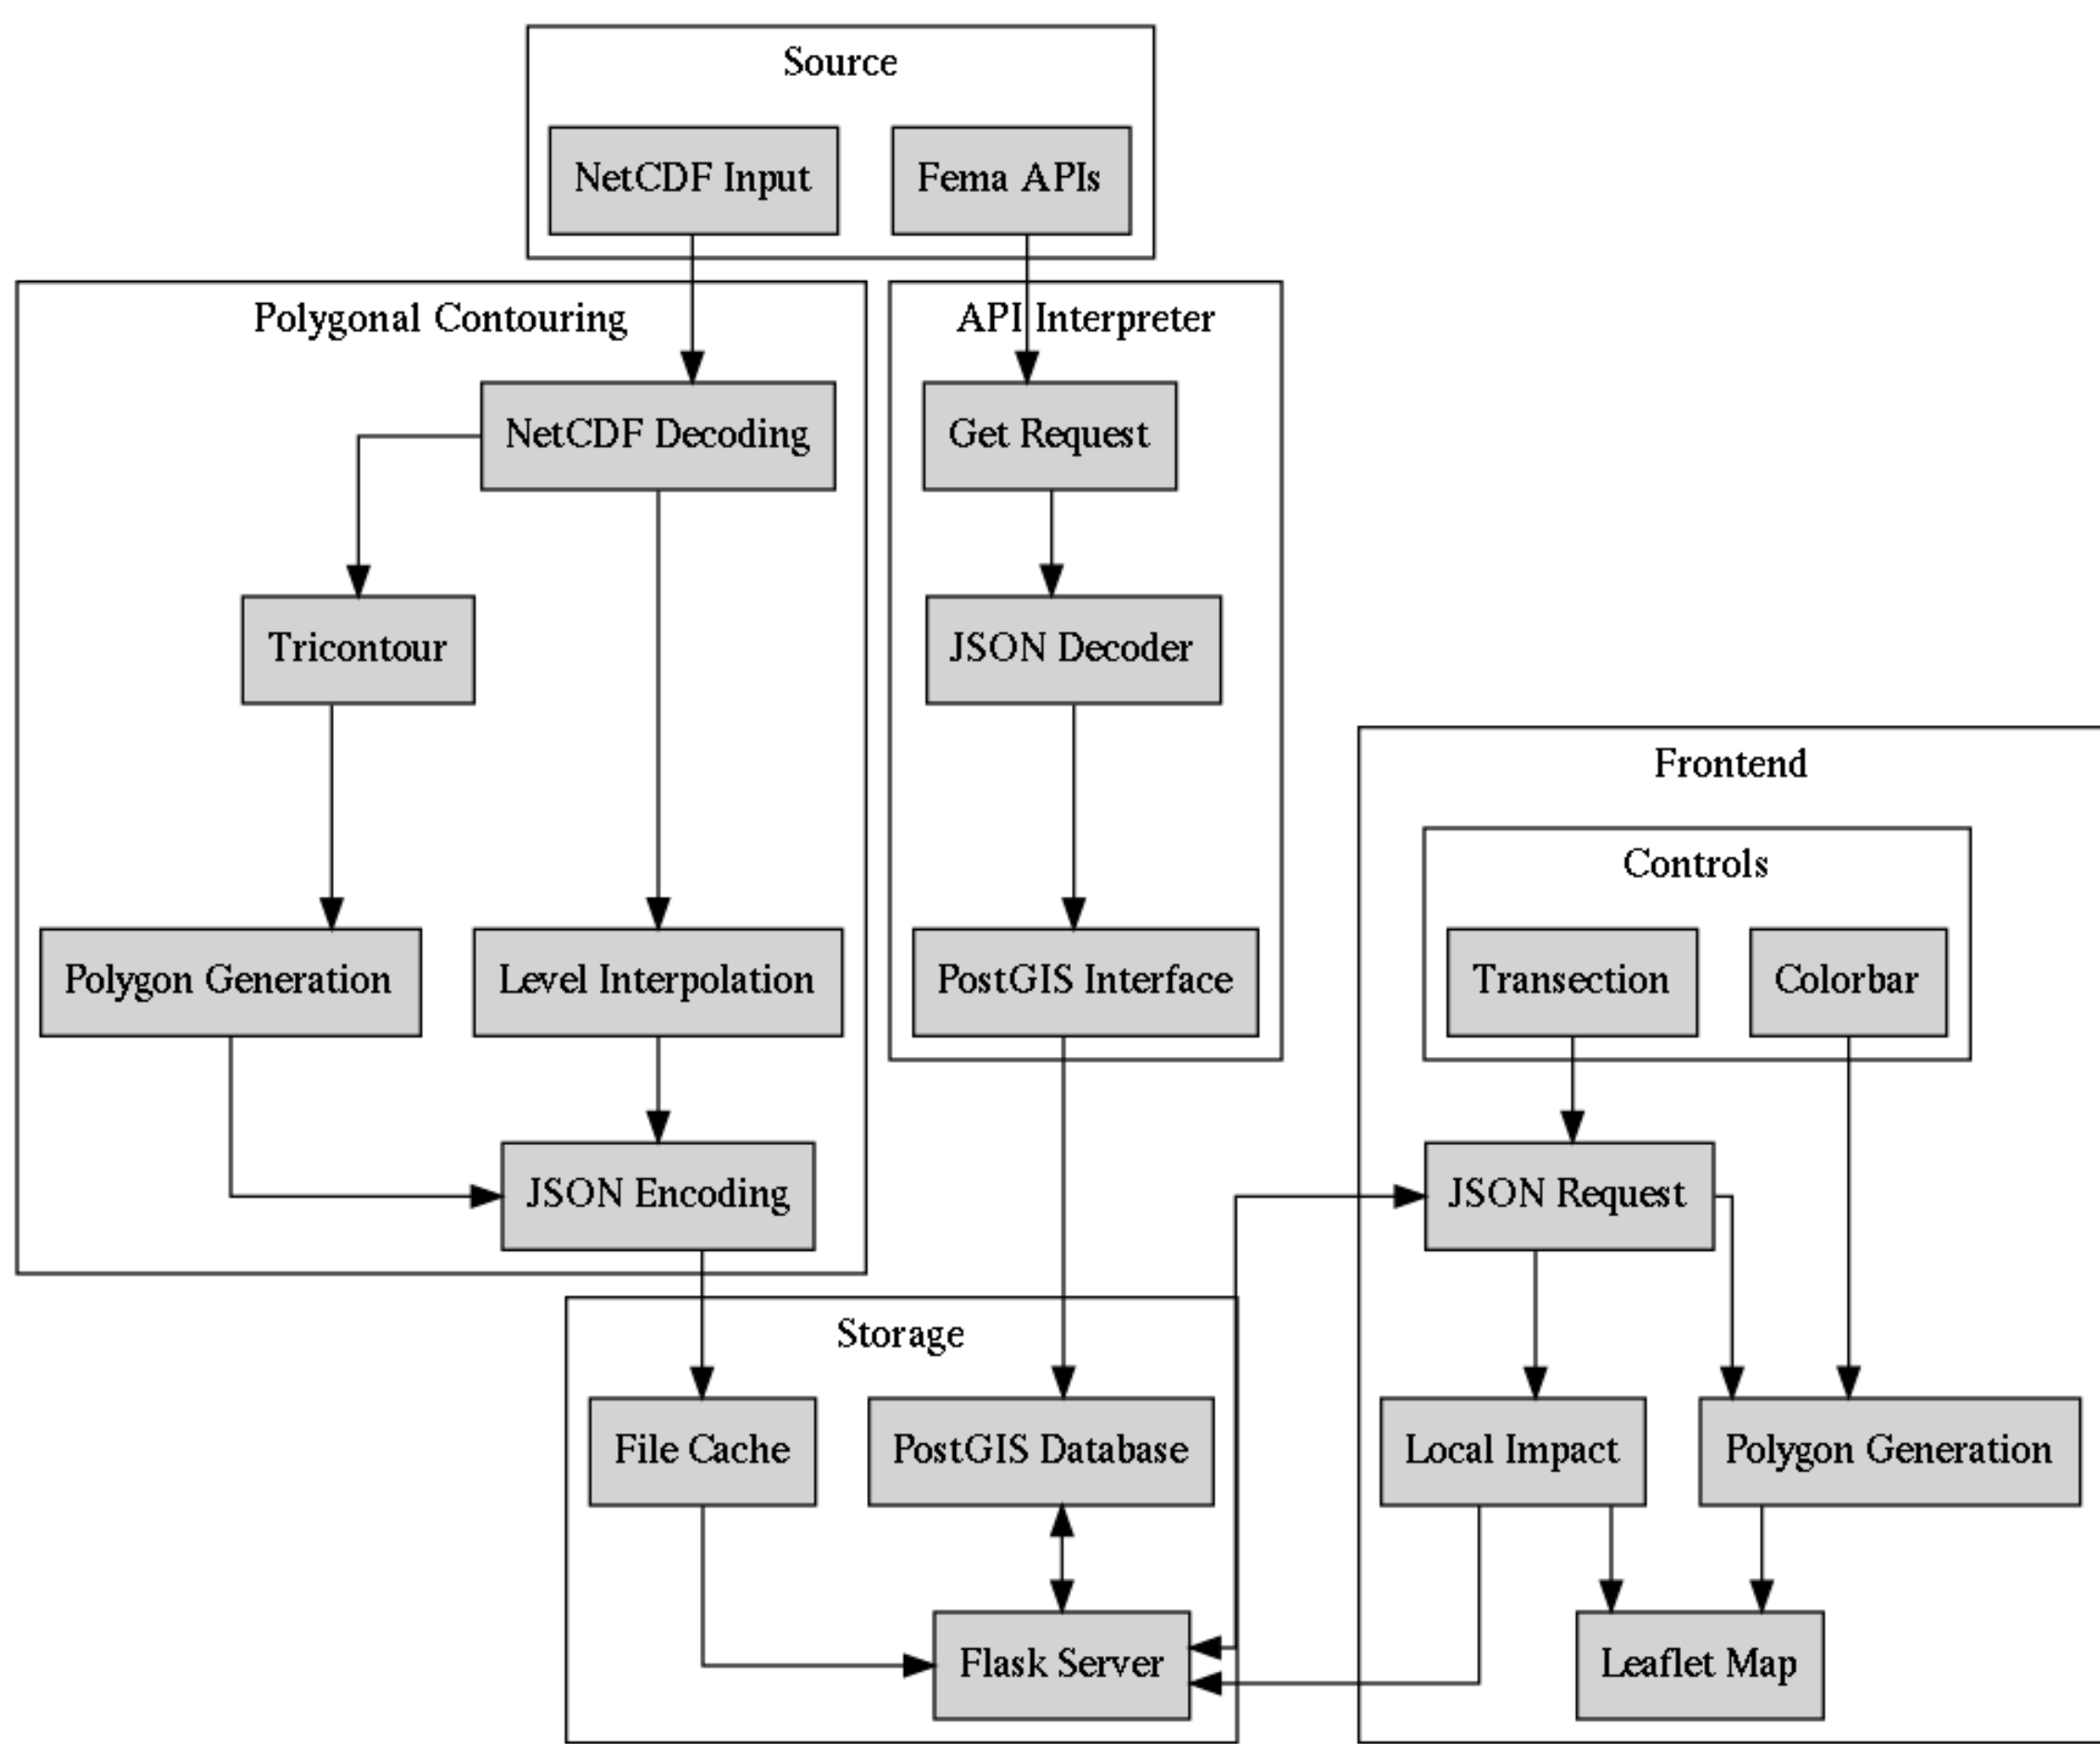 Source
NetCDF Input
Fema APIs
Polygonal Contouring
API Interpreter
NetCDF Decoding
Get Request
Tricontour
JSON Decoder
Frontend
Controls
Polygon Generation
Level Interpolation
PostGIS Interface
Transection
Colorbar
JSON Encoding
JSON Request
Storage
File Cache
PostGIS Database
Local Impact
Polygon Generation
Flask Server
Leaflet Map